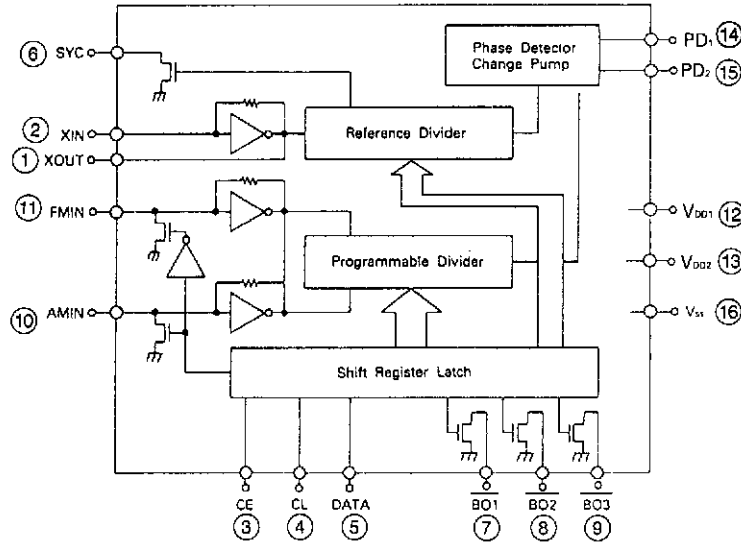 ⑥ SYC
② XIN
① XOUT
⑪ FMIN
⑩ AMIN
Phase Detector
Change Pump
Reference Divider
Programmable Divider
Shift Register Latch
PD₁ ⑭
PD₂ ⑮
VDD1 ⑫
VDD2 ⑬
Vss ⑯
CE
③
CL
④
DATA
⑤
BO1
⑦
BO2
⑧
BO3
⑨